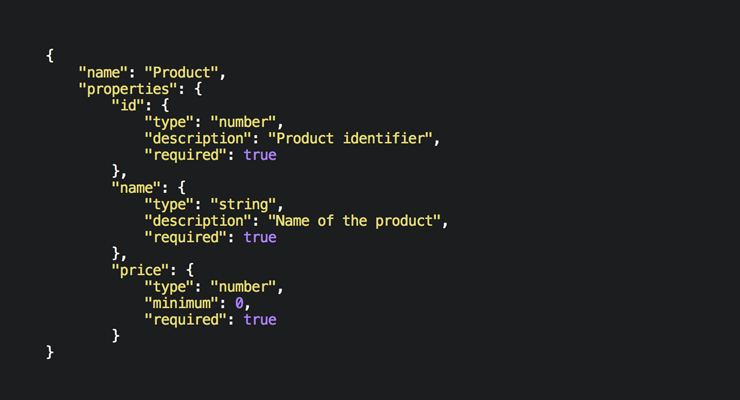 {
    "name": "Product",
    "properties": {
        "id": {
            "type": "number",
            "description": "Product identifier",
            "required": true
        },
        "name": {
            "type": "string",
            "description": "Name of the product",
            "required": true
        },
        "price": {
            "type": "number",
            "minimum": 0,
            "required": true
        }
}